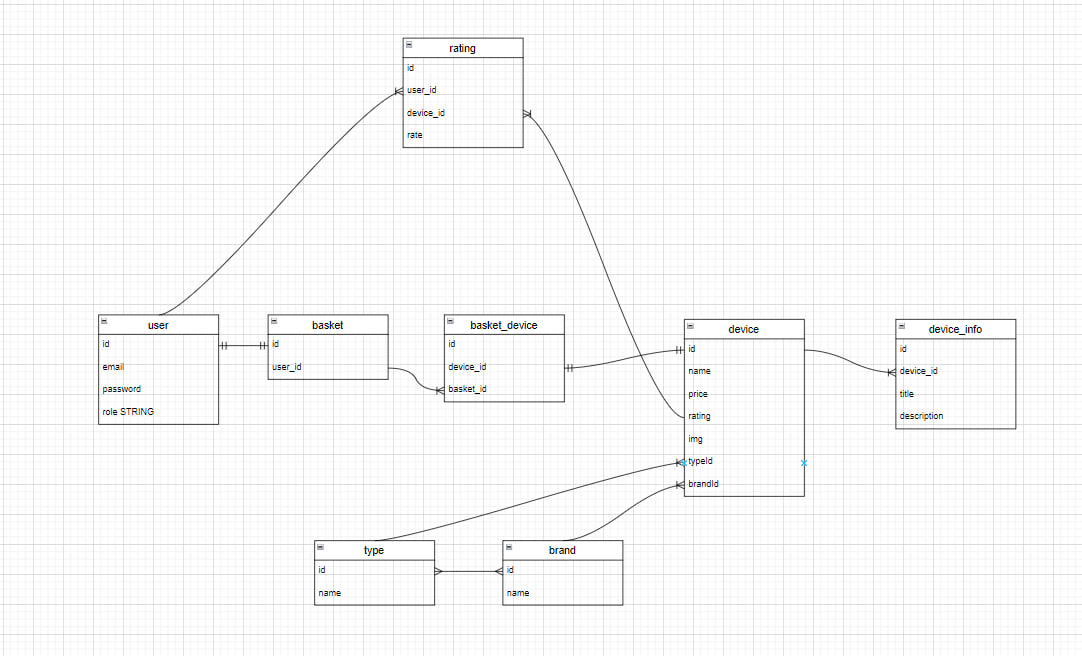 rating
id
user_id
device_id
rate
user
id
email
password
role STRING
basket
id
user_id
basket_device
id
device_id
basket_id
device
id
name
price
rating
img
typeId
brandId
device_info
id
device_id
title
description
type
id
name
brand
id
name